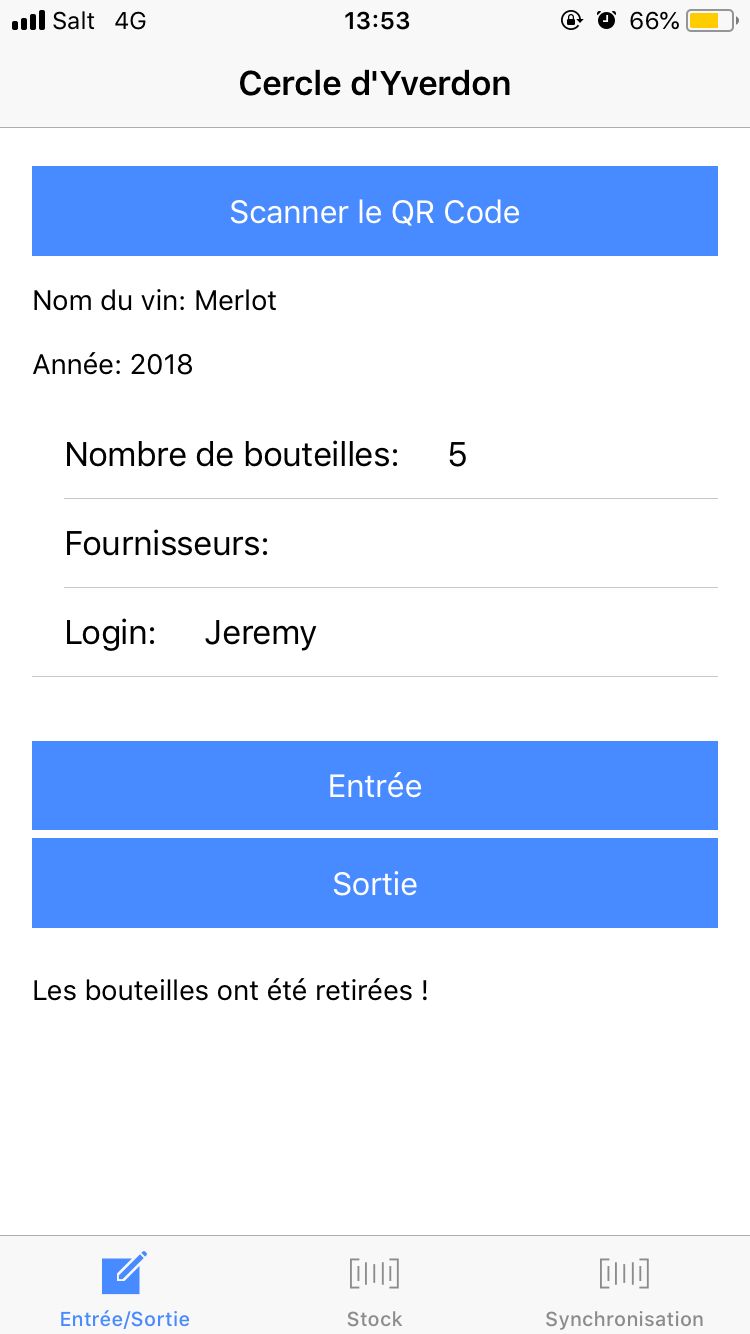 Salt 4G 13:53 66%
Cercle d'Yverdon
Scanner le QR Code
Nom du vin: Merlot
Année: 2018
Nombre de bouteilles: 5
Fournisseurs:
Login: Jeremy
Entrée
Sortie
Les bouteilles ont été retirées !
Entrée/Sortie Stock Synchronisation